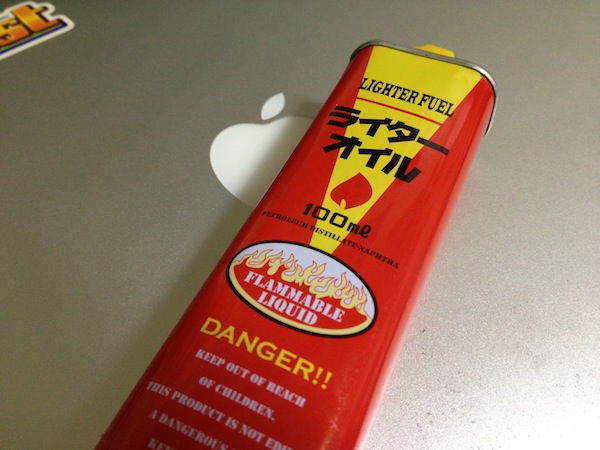 LIGHTER FUEL
ライター
オイル
100ml
PETROLEUM DISTILLATE-NAPHTHA
FLAMMABLE
LIQUID
DANGER!!
KEEP OUT OF REACH
OF CHILDREN.
THIS PRODUCT IS NOT
A DANGEROUS